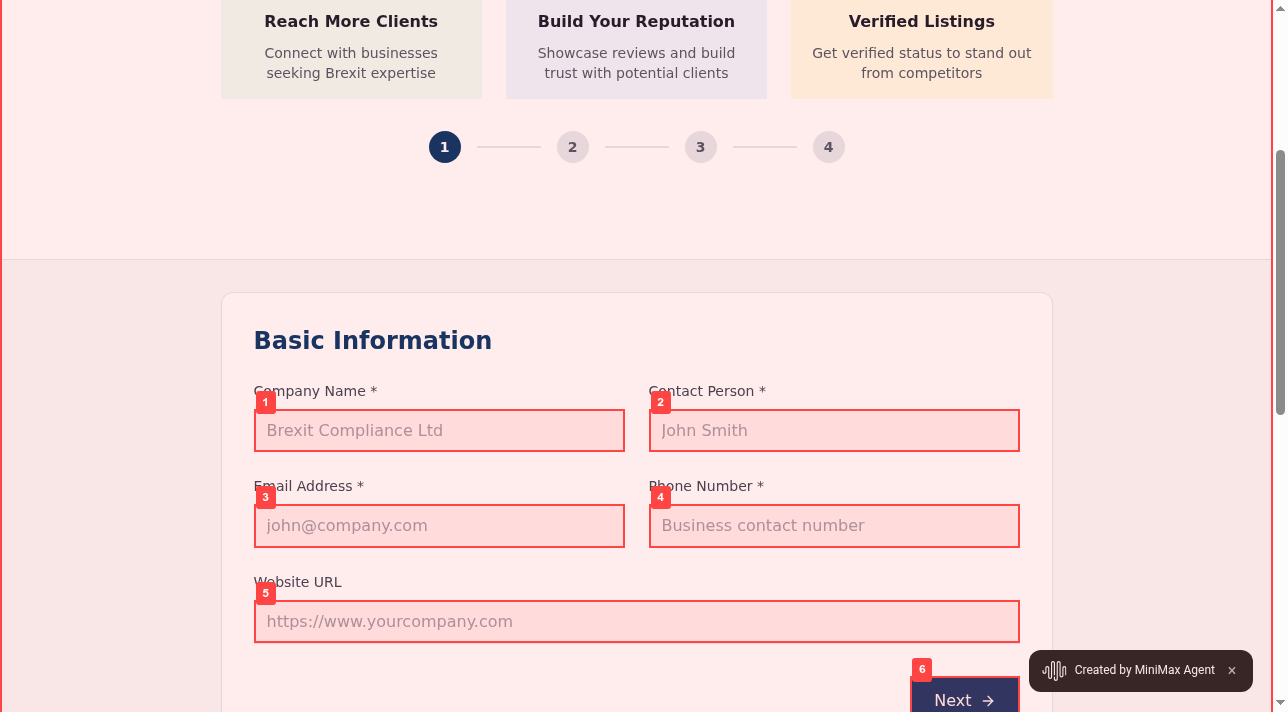 Reach More Clients
Connect with businesses
seeking Brexit expertise
Build Your Reputation
Showcase reviews and build
trust with potential clients
Verified Listings
Get verified status to stand out
from competitors
1 2 3 4
Basic Information
Company Name *
1
Brexit Compliance Ltd
Contact Person *
2
John Smith
Email Address *
3
john@company.com
Phone Number *
4
Business contact number
Website URL
5
https://www.yourcompany.com
6
Next →
Created by MiniMax Agent ×